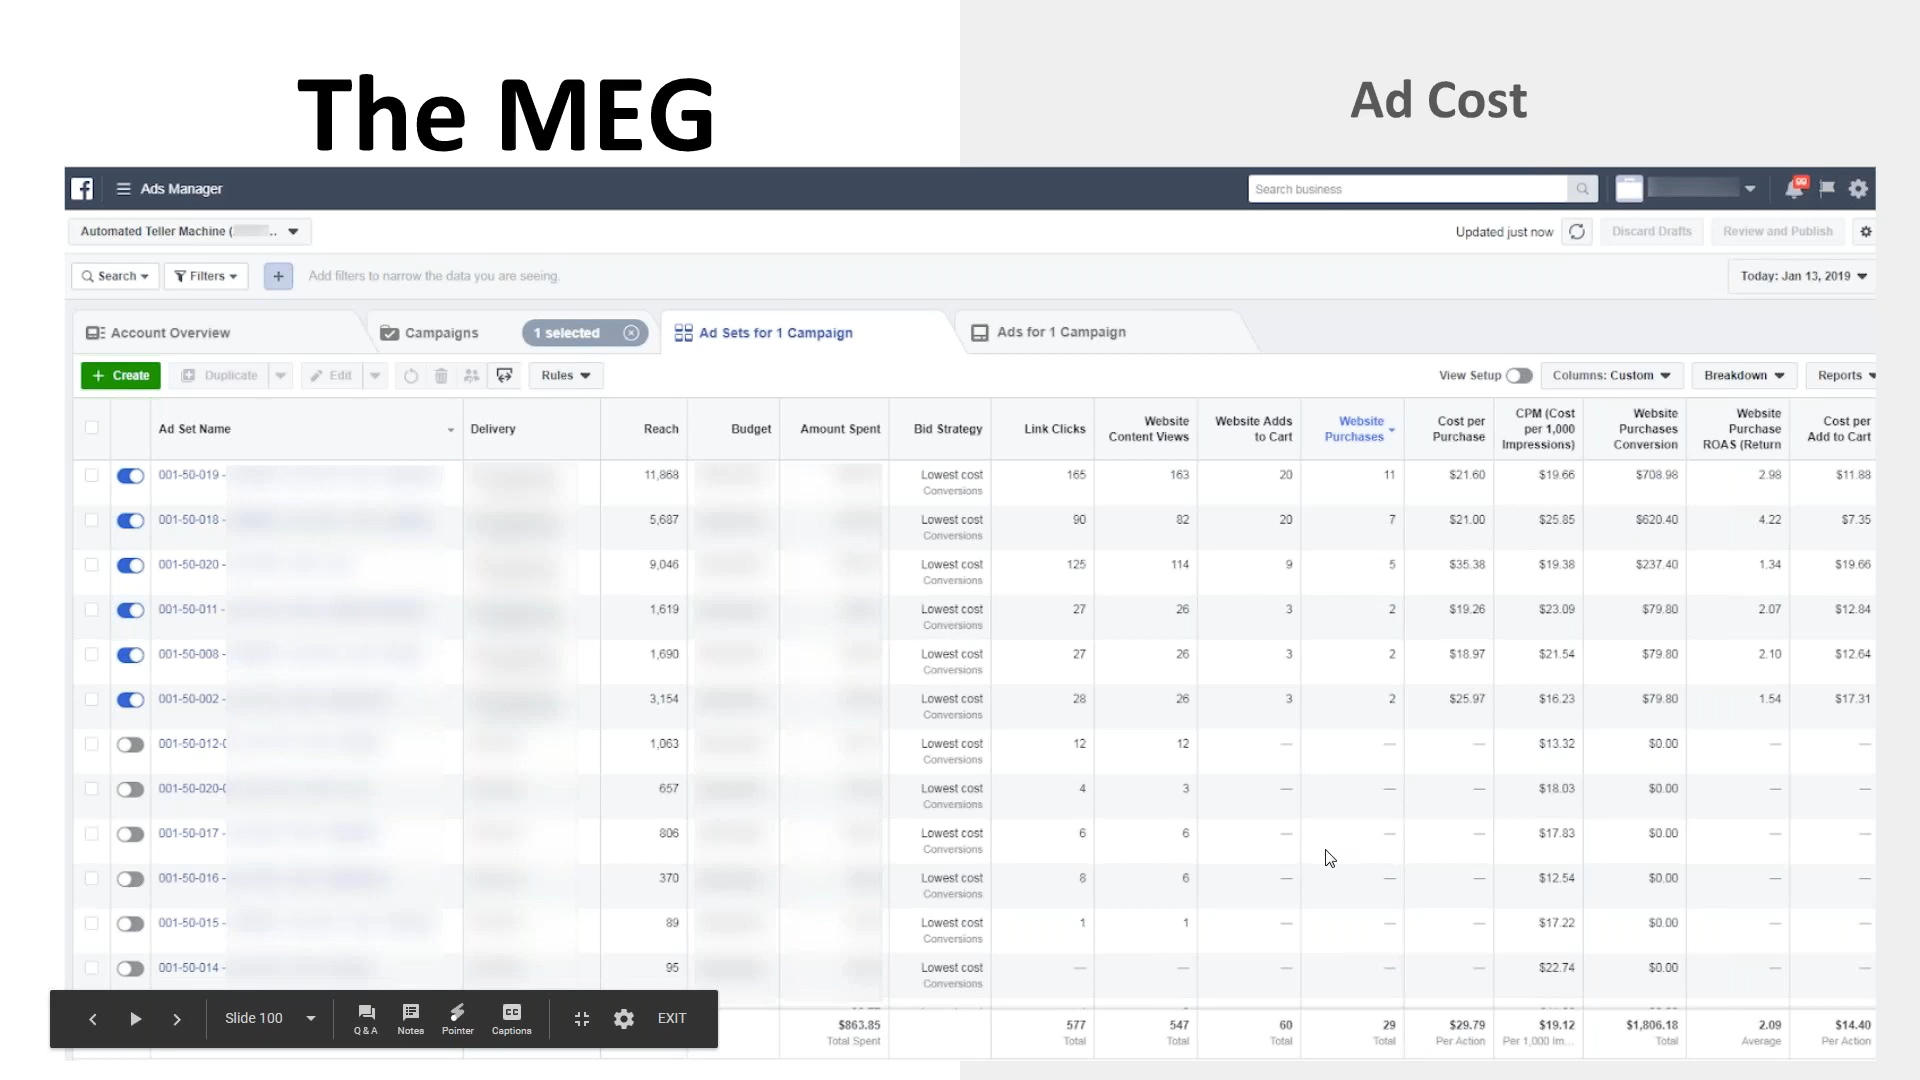 The MEG
Ad Cost
Ads Manager
Search business
99
Automated Teller Machine (
..
Updated just now
Discard Drafts
Review and Publish
Search
Filters
+
Add filters to narrow the data you are seeing.
Today: Jan 13, 2019
Account Overview
Campaigns
1 selected
Ad Sets for 1 Campaign
Ads for 1 Campaign
+ Create
Duplicate
Edit
Rules
View Setup
Columns: Custom
Breakdown
Reports
Ad Set Name
Delivery
Reach
Budget
Amount Spent
Bid Strategy
Link Clicks
Website
Content Views
Website Adds
to Cart
Website
Purchases
Cost per
Purchase
CPM (Cost
per 1,000
Impressions)
Website
Purchases
Conversion
Website
Purchase
ROAS (Return
Cost per
Add to Cart
001-50-019 - 11,868 Lowest cost 165 163 20 11 $21.60 $19.66 $708.98 2.98 $11.88
Conversions
001-50-018 - 5,687 Lowest cost 90 82 20 7 $21.00 $25.85 $620.40 4.22 $7.35
Conversions
001-50-020 - 9,046 Lowest cost 125 114 9 5 $35.38 $19.38 $237.40 1.34 $19.66
Conversions
001-50-011 - 1,619 Lowest cost 27 26 3 2 $19.26 $23.09 $79.80 2.07 $12.84
Conversions
001-50-008 - 1,690 Lowest cost 27 26 3 2 $18.97 $21.54 $79.80 2.10 $12.64
Conversions
001-50-002 - 3,154 Lowest cost 28 26 3 2 $25.97 $16.23 $79.80 1.54 $17.31
Conversions
001-50-012- 1,063 Lowest cost 12 12 — — — $13.32 $0.00 — —
Conversions
001-50-020- 657 Lowest cost 4 3 — — — $18.03 $0.00 — —
Conversions
001-50-017 - 806 Lowest cost 6 6 — — — $17.83 $0.00 — —
Conversions
001-50-016 - 370 Lowest cost 8 6 — — — $12.54 $0.00 — —
Conversions
001-50-015 - 89 Lowest cost 1 1 — — — $17.22 $0.00 — —
Conversions
001-50-014 - 95 Lowest cost — — — — — $22.74 $0.00 — —
Conversions
$863.85 577 547 60 29 $29.79 $19.12 $1,806.18 2.09 $14.40
Total Spent Total Total Total Total Per Action Per 1,000 Im... Total Average Per Action
Slide 100
Q & A
Notes
Pointer
Captions
EXIT